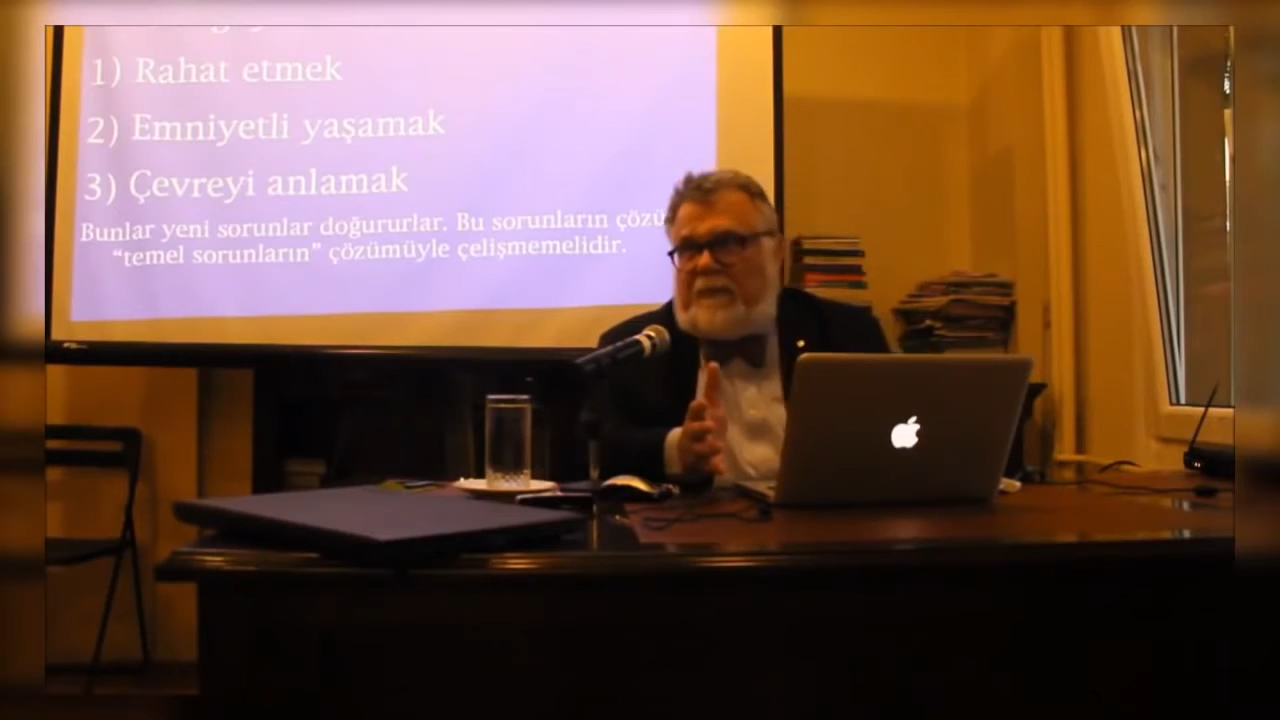 1) Rahat etmek
2) Emniyetli yaşamak
3) Çevreyi anlamak
Bunlar yeni sorunlar doğururlar. Bu sorunların çözü
“temel sorunların” çözümüyle çelişmemelidir.